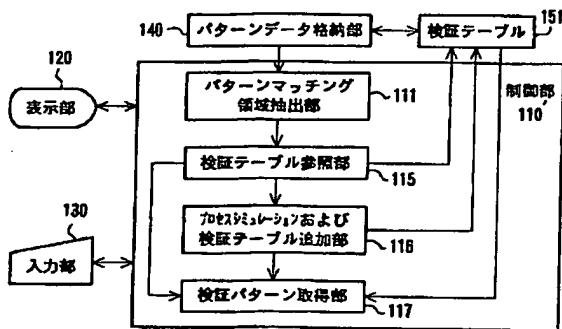 140
パターンデータ格納部
検証テーブル
151
120
表示部
パターンマッチング
領域抽出部
111
制御部
110'
検証テーブル参照部
115
130
入力部
プロセスシミュレーションおよび
検証テーブル追加部
116
検証パターン取得部
117